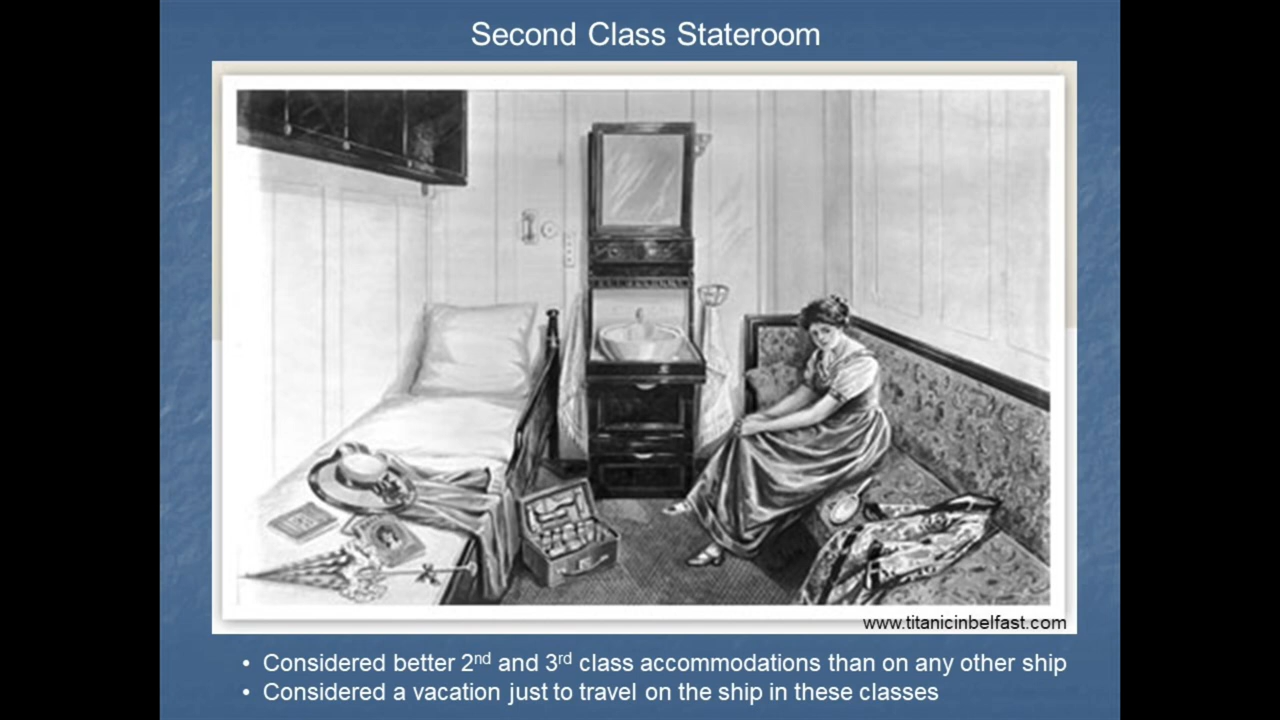 Second Class Stateroom
www.titanicinbelfast.com
• Considered better 2nd and 3rd class accommodations than on any other ship
• Considered a vacation just to travel on the ship in these classes